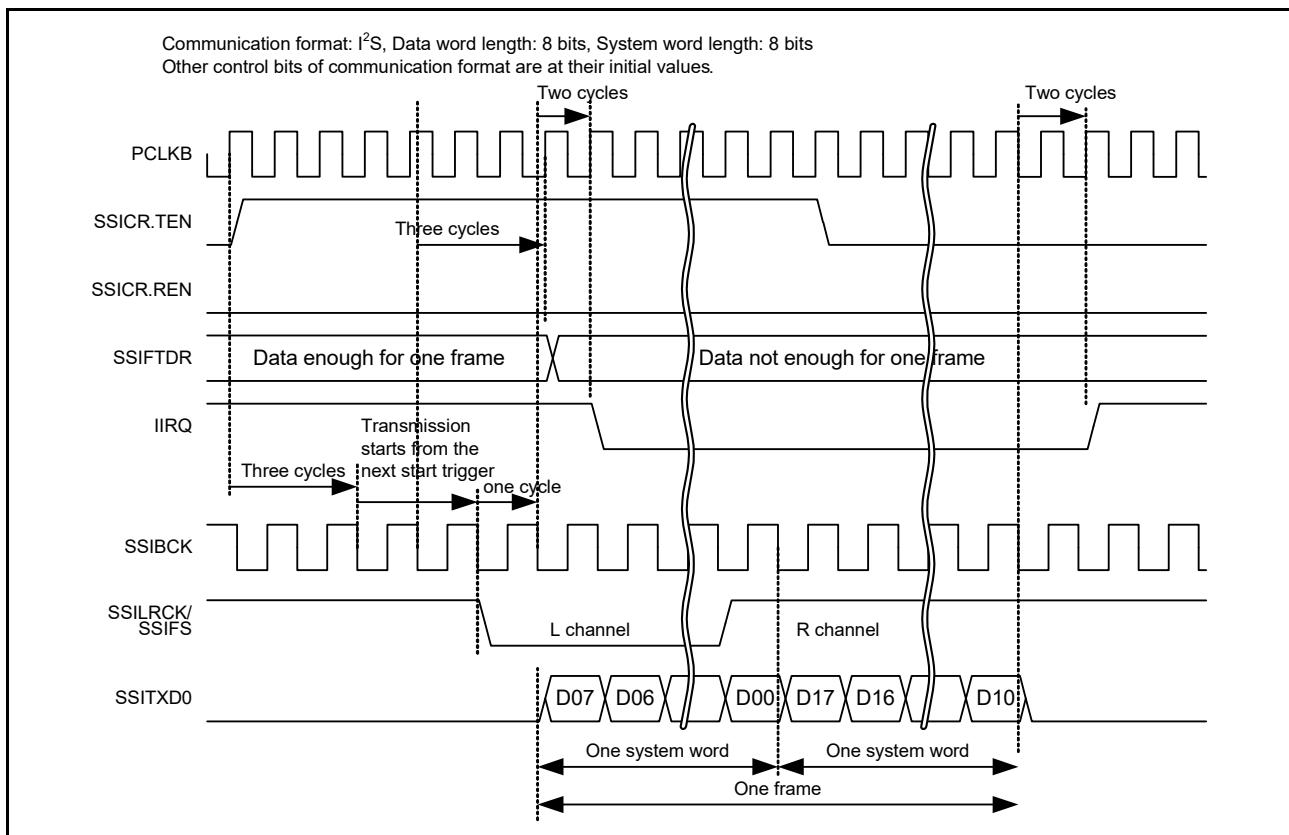 Communication format: I²S, Data word length: 8 bits, System word length: 8 bits
Other control bits of communication format are at their initial values.
Two cycles
Two cycles
PCLKB
SSICR.TEN
Three cycles
SSICR.REN
SSIFTDR
Data enough for one frame
Data not enough for one frame
IIRQ
Transmission
starts from the
next start trigger
Three cycles
one cycle
SSIBCK
SSILRCK/
SSIFS
L channel
R channel
SSITXD0
D07
D06
D00
D17
D16
D10
One system word
One system word
One frame